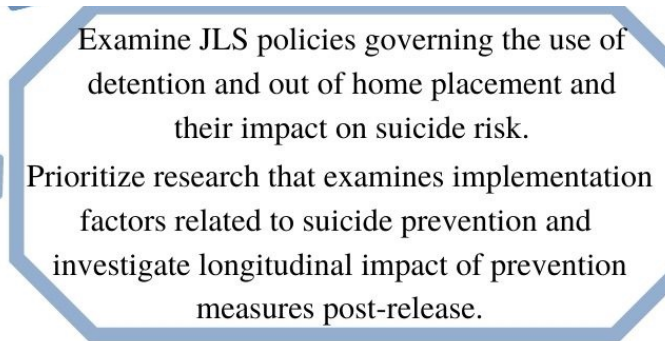 Examine JLS policies governing the use of
detention and out of home placement and
their impact on suicide risk.
Prioritize research that examines implementation
factors related to suicide prevention and
investigate longitudinal impact of prevention
measures post-release.